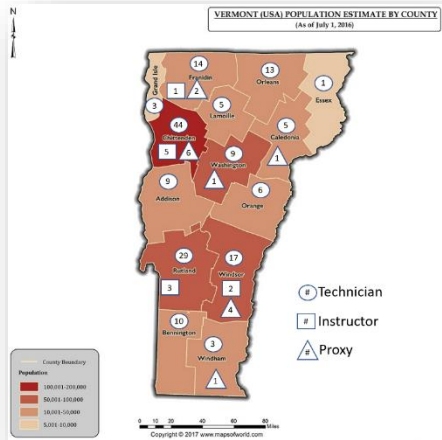 N
VERMONT (USA) POPULATION ESTIMATE BY COUNTY
(As of July 1, 2016)
14
Franklin
1
2
13
Orleans
1
Essex
Grand Isle
3
5
Lamoille
44
Chittenden
5
6
5
Caledonia
1
9
Washington
1
9
Addison
6
Orange
29
Rutland
3
17
Windsor
2
4
# Technician
# Instructor
# Proxy
10
Bennington
3
Windham
1
County Boundary
Population
100,001-200,000
50,001-100,000
10,001-50,000
5,001-10,000
0 20 40 60 80
Miles
Copyright © 2017 www.mapsofworld.com